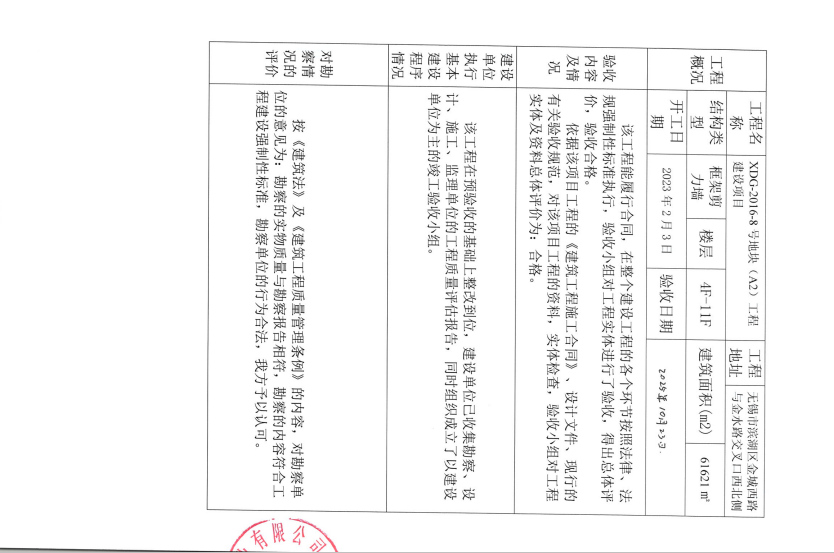 工程概况
工程名称
XDG-2016-8 号地块（A2）工程建设项目
工程地址
无锡市滨湖区金城西路与金水路交叉口西北侧
结构类型
框架剪力墙
楼层
4F-11F
建筑面积(m2)
61621 ㎡
开工日期
2023 年 2 月 3 日
验收日期
10月23日.
验收内容及情况
该工程能履行合同，在整个建设工程的各个环节按照法律、法
规强制性标准执行，验收小组对工程实体进行了验收，得出总体评
价，验收合格。
依据该项目工程的《建筑工程施工合同》、设计文件、现行的
有关验收规范，对该项目工程的资料，实体检查，验收小组对工程
实体及资料总体评价为：合格。
建设单位执行基本建设程序情况
该工程在预验收的基础上整改到位，建设单位已收集勘察、设
计、施工、监理单位的工程质量评估报告，同时组织成立了以建设
单位为主的竣工验收小组。
对勘察情况的评价
按《建筑法》及《建筑工程质量管理条例》的内容，对勘察单
位的意见为：勘察的实物质量与勘察报告相符，勘察的内容符合工
程建设强制性标准，勘察单位的行为合法，我方予以认可。
有限公司